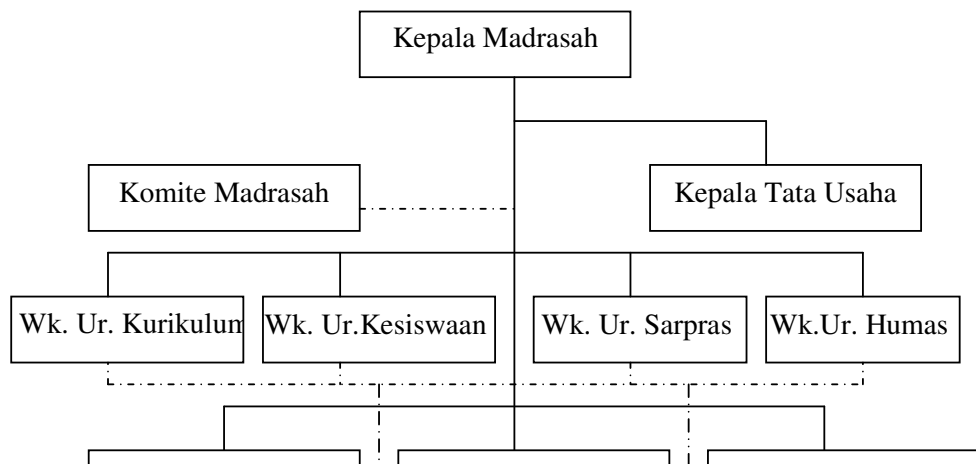 Kepala Madrasah
Komite Madrasah
Kepala Tata Usaha
Wk. Ur. Kurikulum
Wk. Ur.Kesiswaan
Wk. Ur. Sarpras
Wk.Ur. Humas